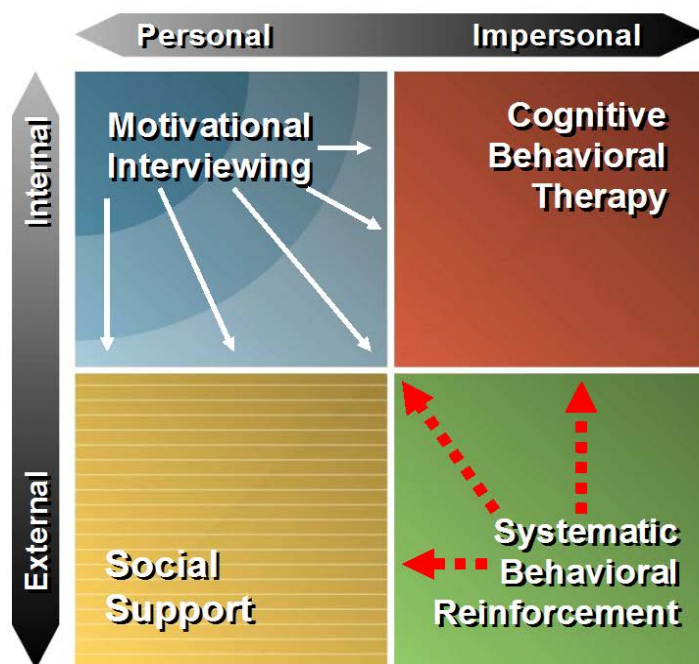 Personal
Impersonal
Internal
External
Motivational
Interviewing
Cognitive
Behavioral
Therapy
Social
Support
Systematic
Behavioral
Reinforcement